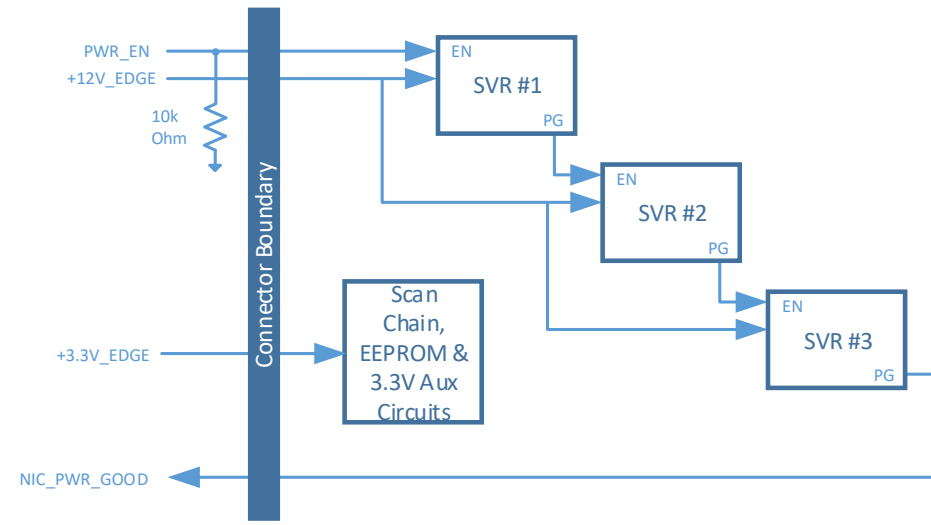 PWR_EN
+12V_EDGE
10k
Ohm
Connector Boundary
EN
SVR #1
PG
EN
SVR #2
PG
EN
SVR #3
PG
Scan
Chain,
EEPROM &
3.3V Aux
Circuits
+3.3V_EDGE
NIC_PWR_GOOD